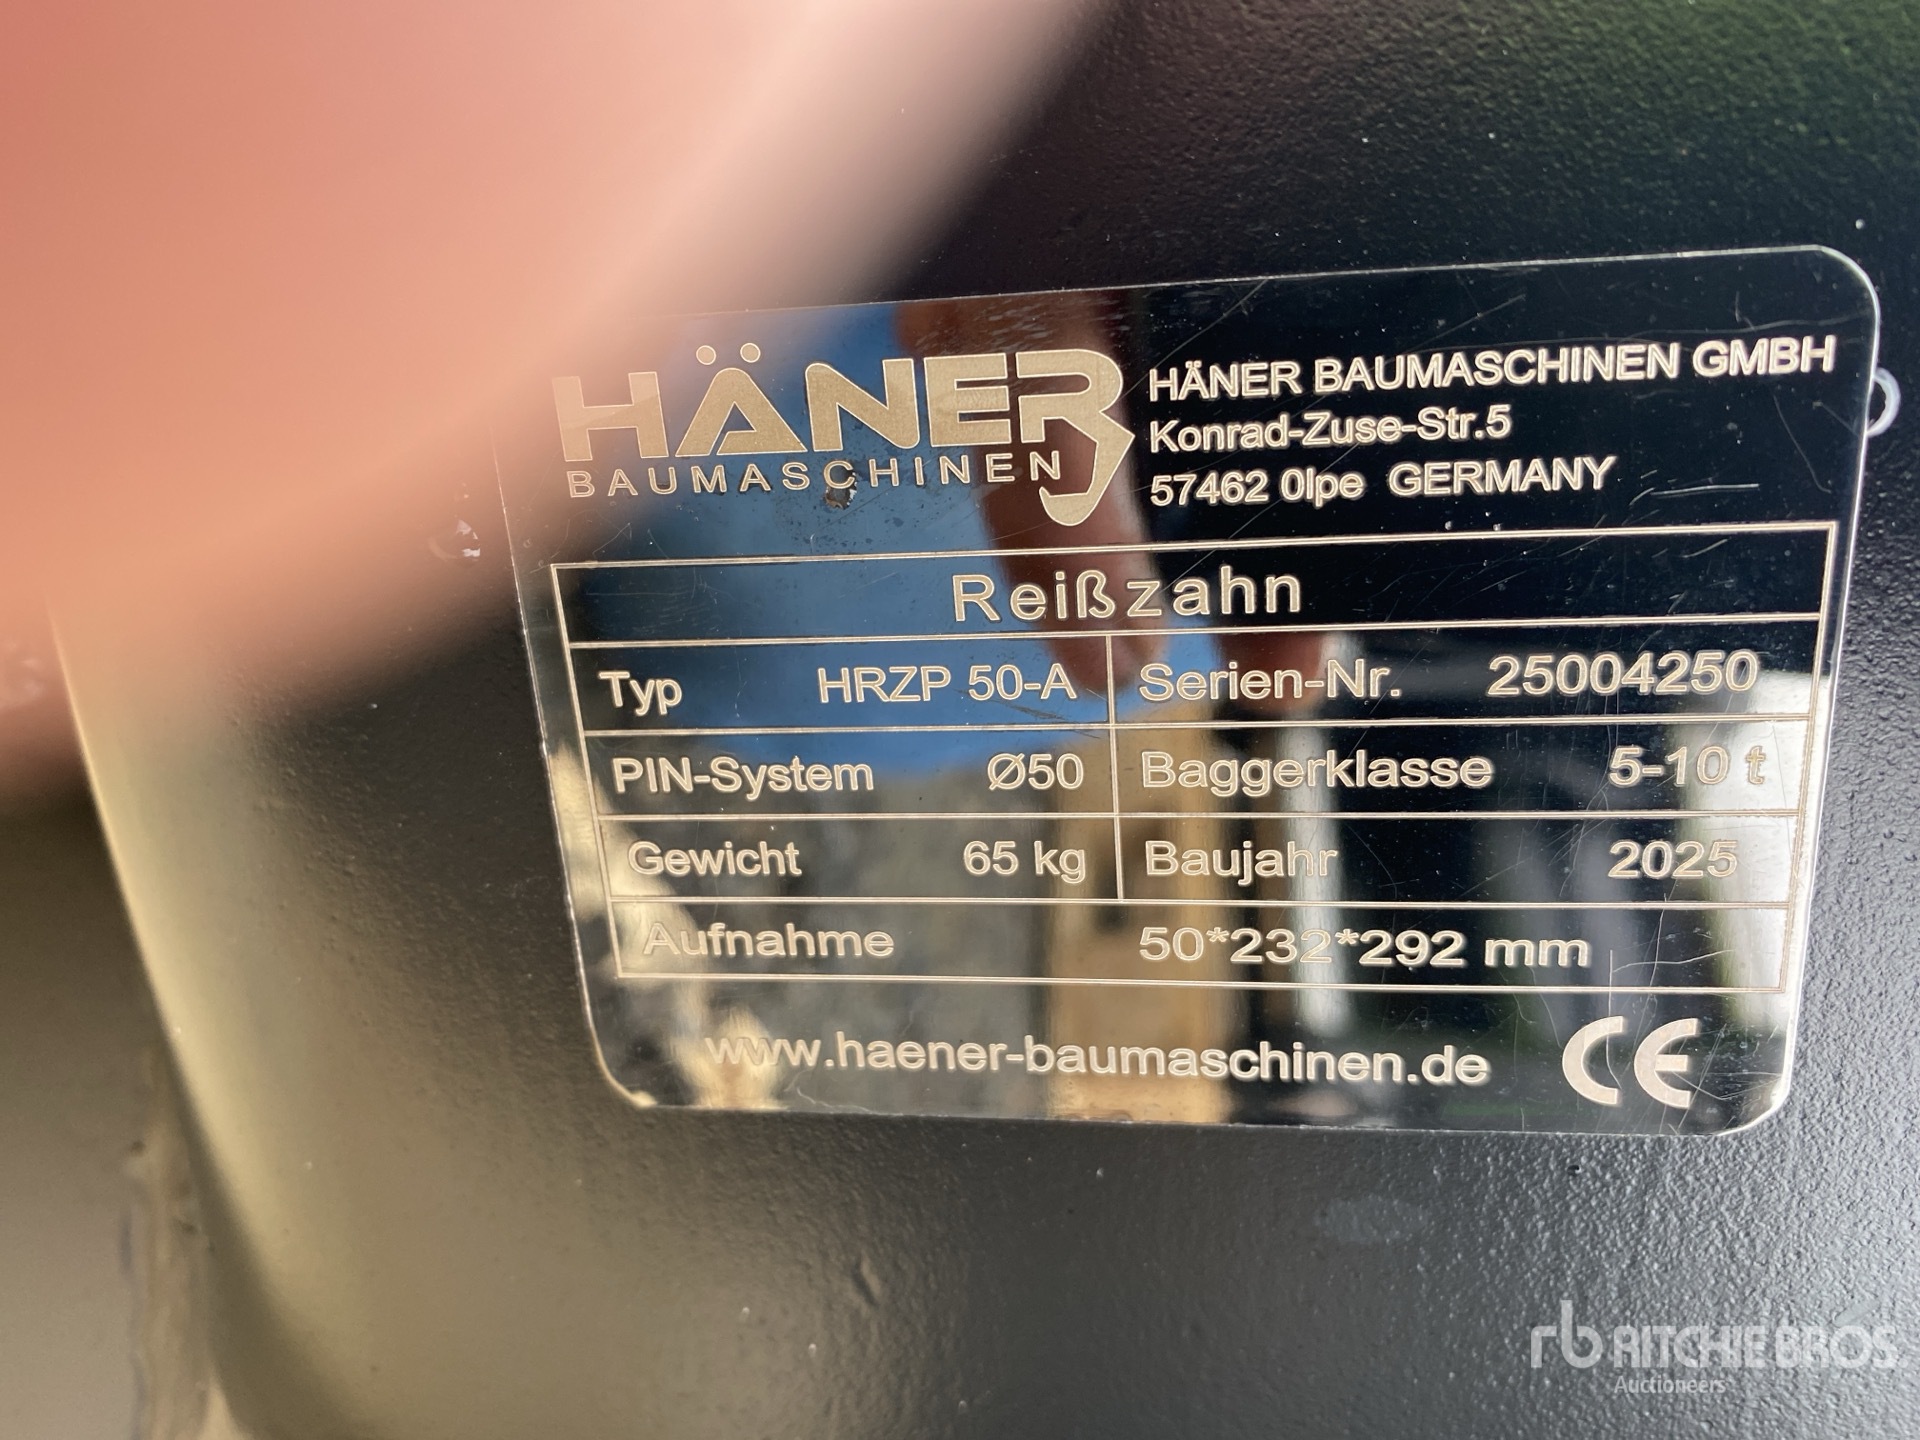 HÄNER
BAUMASCHINEN
HÄNER BAUMASCHINEN GMBH
Konrad-Zuse-Str.5
57462 Olpe GERMANY
Reißzahn
Typ HRZP 50-A Serien-Nr. 25004250
PIN-System Ø50 Baggerklasse 5-10 t
Gewicht 65 kg Baujahr 2025
Aufnahme 50*232*292 mm
www.haener-baumaschinen.de CE
rb RITCHIE BROS
Auctioneers